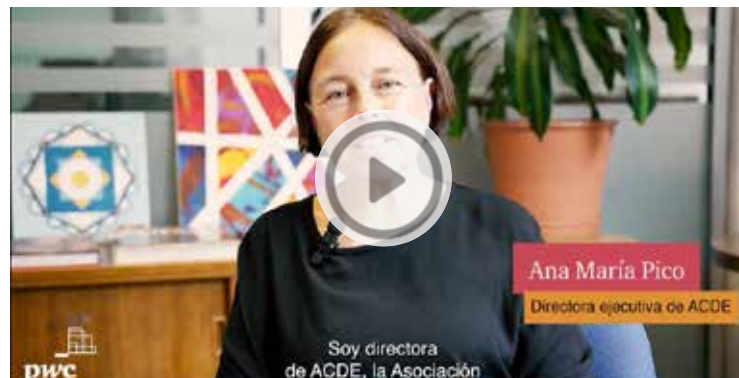 Ana María Pico
Directora ejecutiva de ACDE
Soy directora
de ACDE, la Asociación
pwc